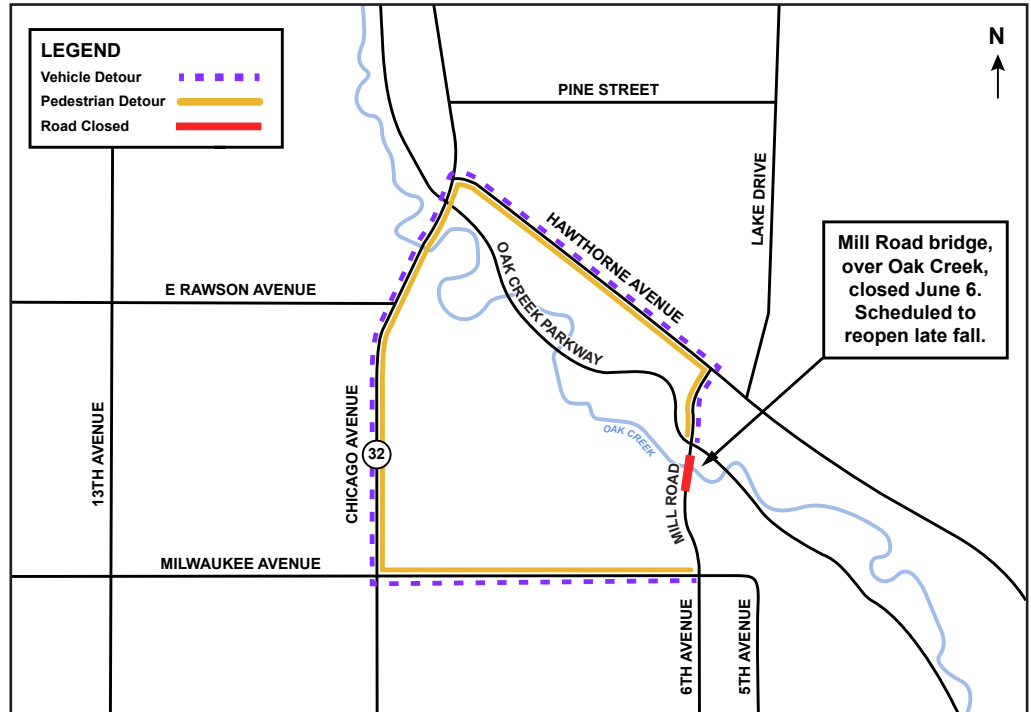 LEGEND
Vehicle Detour
Pedestrian Detour
Road Closed
N
PINE STREET
LAKE DRIVE
HAWTHORNE AVENUE
OAK CREEK PARKWAY
E RAWSON AVENUE
Mill Road bridge,
over Oak Creek,
closed June 6.
Scheduled to
reopen late fall.
13TH AVENUE
CHICAGO AVENUE
32
OAK CREEK
MILL ROAD
MILWAUKEE AVENUE
6TH AVENUE
5TH AVENUE